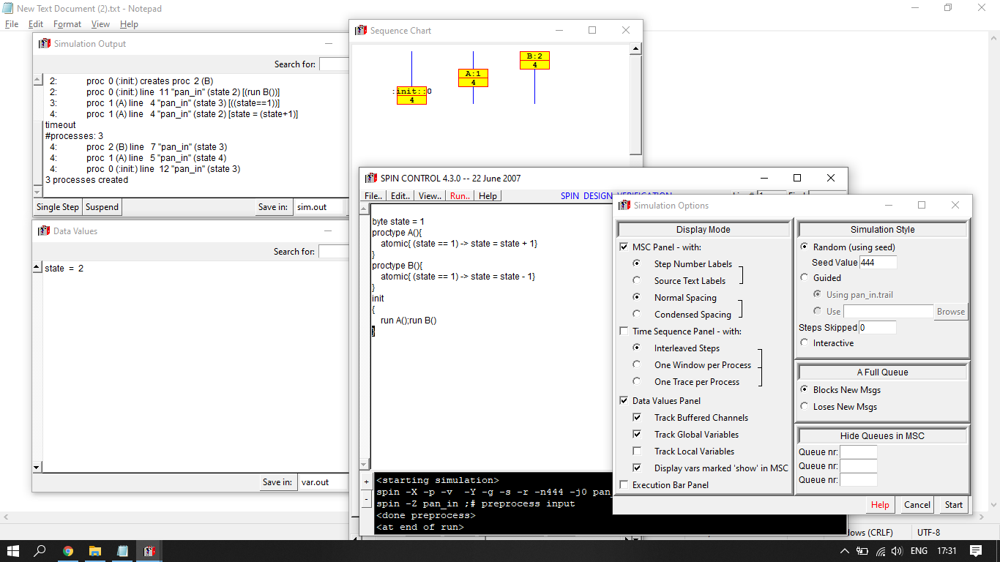 New Text Document (2).txt - Notepad
File Edit Format View Help
Simulation Output
Search for:
2: proc 0 (:init:) creates proc 2 (B)
2: proc 0 (:init:) line 11 "pan_in" (state 2) [(run B())]
3: proc 1 (A) line 4 "pan_in" (state 3) [((state==1))]
4: proc 1 (A) line 4 "pan_in" (state 2) [state = (state+1)]
timeout
#processes: 3
4: proc 2 (B) line 7 "pan_in" (state 3)
4: proc 1 (A) line 5 "pan_in" (state 4)
4: proc 0 (:init:) line 12 "pan_in" (state 3)
3 processes created
Single Step Suspend Save in: sim.out
Data Values
Search for:
state = 2
Save in: var.out
Sequence Chart
B:2
4
A:1
4
:init::0
4
SPIN CONTROL 4.3.0 -- 22 June 2007
File.. Edit.. View.. Run.. Help SPIN DESIGN VERIFICATION
byte state = 1
proctype A(){
atomic{ (state == 1) -> state = state + 1}
}
proctype B(){
atomic{ (state == 1) -> state = state - 1}
}
init
{
run A();run B()
}
+
-
<starting simulation>
spin -X -p -v -Y -g -s -r -n444 -j0 pan_
spin -Z pan_in ;# preprocess input
<done preprocess>
<at end of run>
Simulation Options
Display Mode
MSC Panel - with:
Step Number Labels
Source Text Labels
Normal Spacing
Condensed Spacing
Time Sequence Panel - with:
Interleaved Steps
One Window per Process
One Trace per Process
Data Values Panel
Track Buffered Channels
Track Global Variables
Track Local Variables
Display vars marked 'show' in MSC
Execution Bar Panel
Simulation Style
Random (using seed)
Seed Value 444
Guided
Using pan_in.trail
Use Browse
Steps Skipped 0
Interactive
A Full Queue
Blocks New Msgs
Loses New Msgs
Hide Queues in MSC
Queue nr:
Queue nr:
Queue nr:
Help Cancel Start
dows (CRLF) UTF-8
ENG 17:31